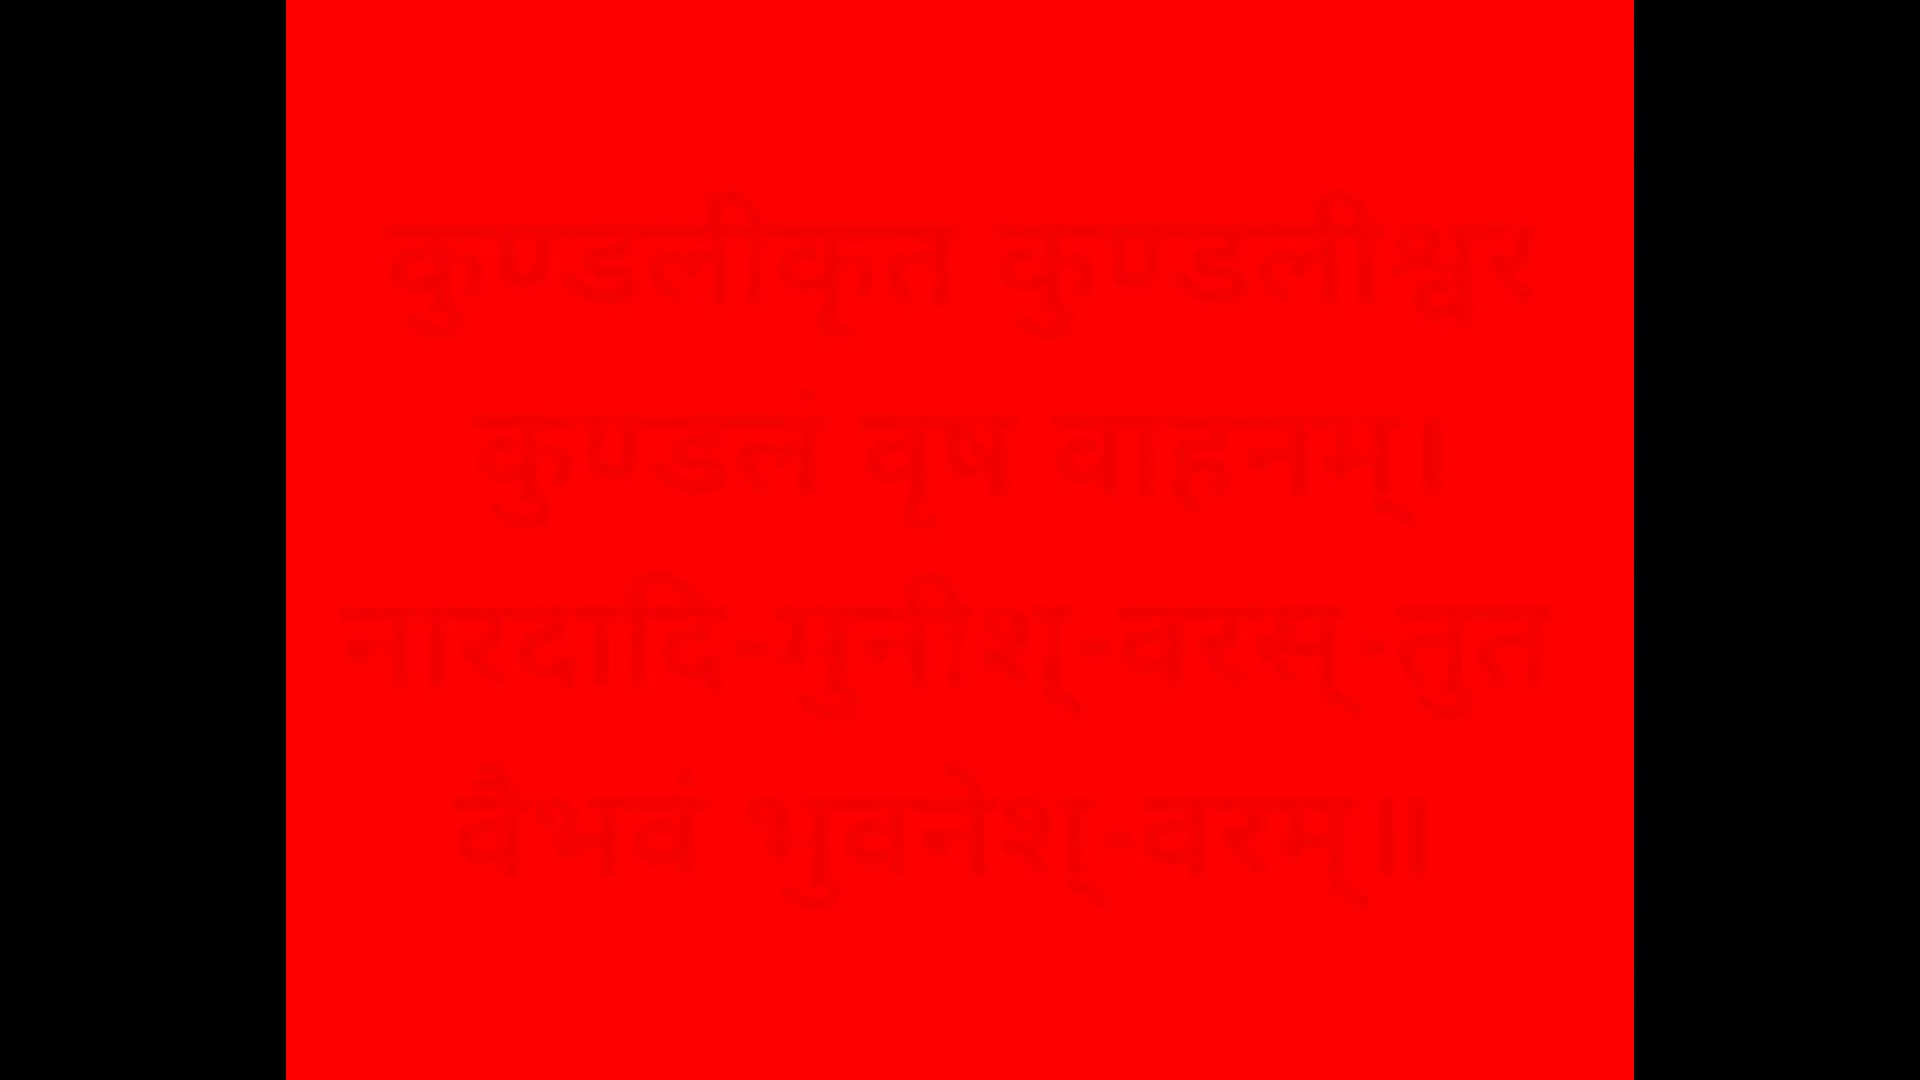 कुण्डलीकृत कुण्डलीश्वर
कुण्डलं वृष वाहनम्।
नारदादि-मुनीश्-वरस्-तुत
वैभवं भुवनेश्-वरम्॥